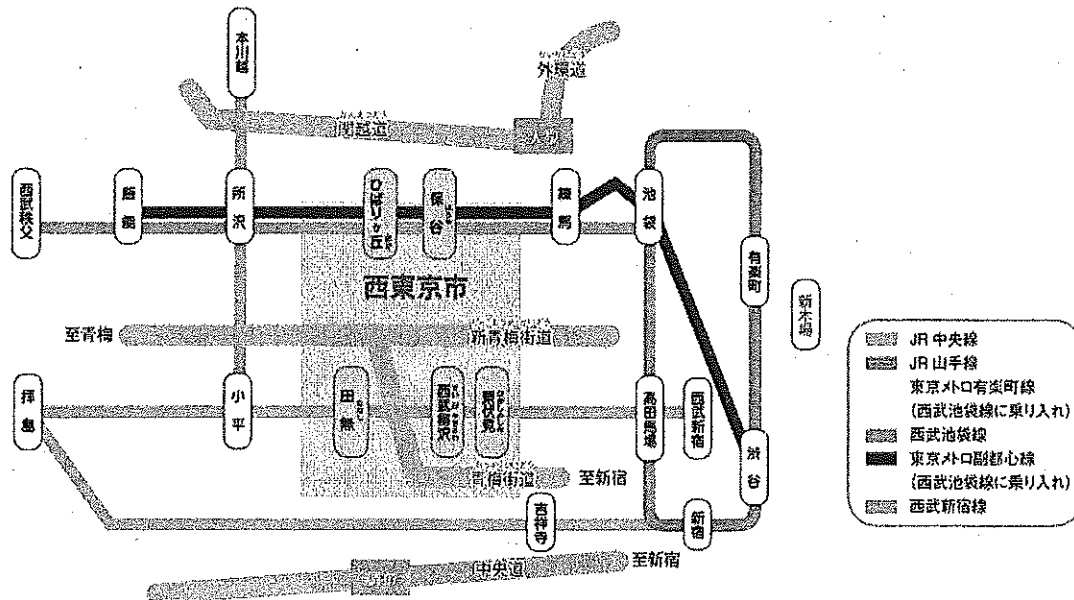 本川越
かんえつどう
関越道
外環道
西武秩父
飯能
所沢
ひばりヶ丘
保谷
練馬
池袋
有楽町
新木場
西東京市
至青梅
新青梅街道
拝島
小平
田無
西武柳沢
東伏見
高田馬場
西武新宿
渋谷
青梅街道
至新宿
吉祥寺
新宿
中央道
至新宿
JR 中央線
JR 山手線
東京メトロ有楽町線
(西武池袋線に乗り入れ)
西武池袋線
東京メトロ副都心線
(西武池袋線に乗り入れ)
西武新宿線